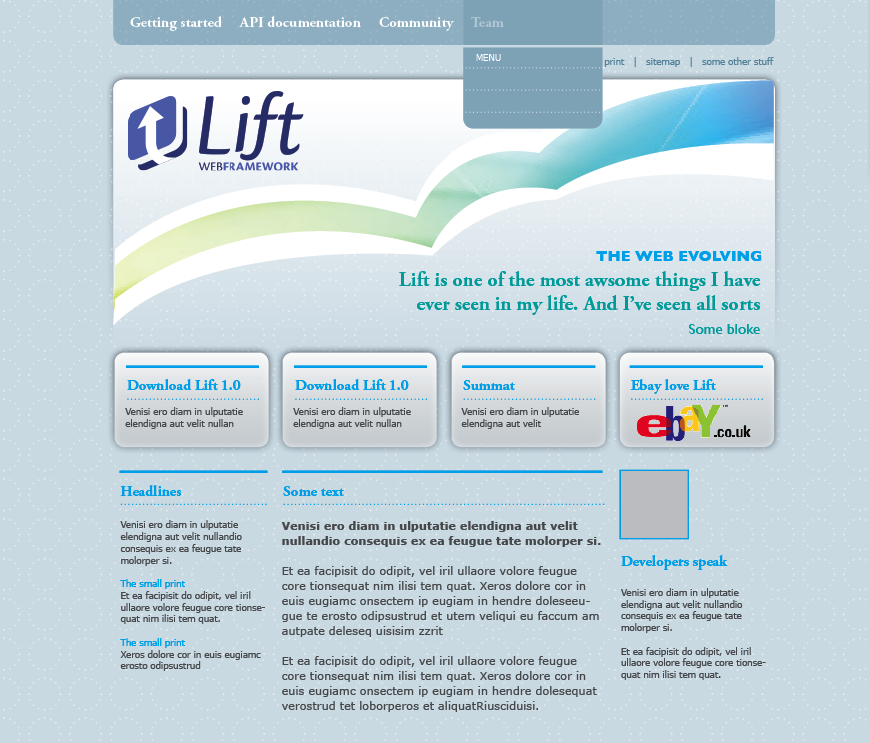 Getting started API documentation Community Team
MENU
print | sitemap | some other stuff
Lift
WEBFRAMEWORK
THE WEB EVOLVING
Lift is one of the most awsome things I have
ever seen in my life. And I've seen all sorts
Some bloke
Download Lift 1.0
Venisi ero diam in ulputatie
elendigna aut velit nullan
Download Lift 1.0
Venisi ero diam in ulputatie
elendigna aut velit nullan
Summat
Venisi ero diam in ulputatie
elendigna aut velit
Ebay love Lift
ebaY.co.uk
™
Headlines
Venisi ero diam in ulputatie
elendigna aut velit nullandio
consequis ex ea feugue tate
molorper si.
The small print
Et ea facipisit do odipit, vel iril
ullaore volore feugue core tionse-
quat nim ilisi tem quat.
The small print
Xeros dolore cor in euis eugiamc
erosto odipsustrud
Some text
Venisi ero diam in ulputatie elendigna aut velit
nullandio consequis ex ea feugue tate molorper si.
Et ea facipisit do odipit, vel iril ullaore volore feugue
core tionsequat nim ilisi tem quat. Xeros dolore cor in
euis eugiamc onsectem ip eugiam in hendre doleseeu-
gue te erosto odipsustrud et utem veliqui eu faccum am
autpate deleseq uisisim zzrit
Et ea facipisit do odipit, vel iril ullaore volore feugue
core tionsequat nim ilisi tem quat. Xeros dolore cor in
euis eugiamc onsectem ip eugiam in hendre dolesequat
verostrud tet loborperos et aliquatRiusciduisi.
Developers speak
Venisi ero diam in ulputatie
elendigna aut velit nullandio
consequis ex ea feugue tate
molorper si.
Et ea facipisit do odipit, vel iril
ullaore volore feugue core tionse-
quat nim ilisi tem quat.